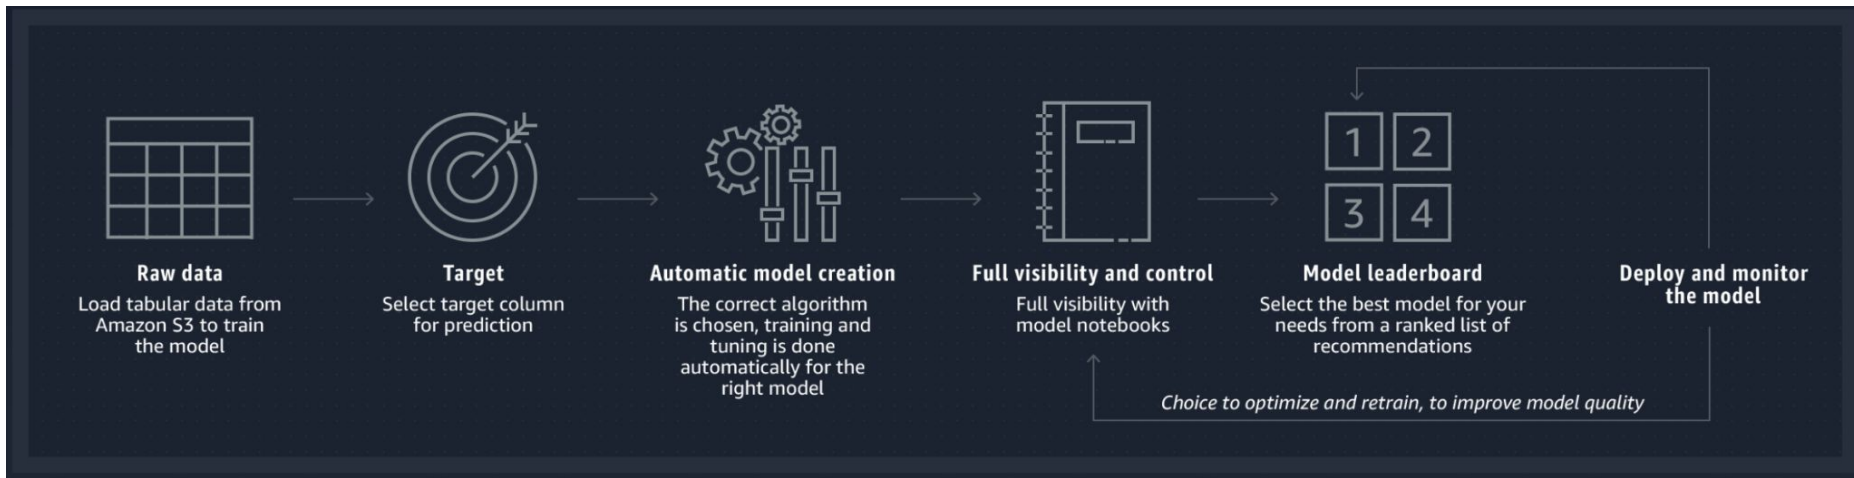 Raw data
Load tabular data from
Amazon S3 to train
the model
Target
Select target column
for prediction
Automatic model creation
The correct algorithm
is chosen, training and
tuning is done
automatically for the
right model
Full visibility and control
Full visibility with
model notebooks
1 2
3 4
Model leaderboard
Select the best model for your
needs from a ranked list of
recommendations
Deploy and monitor
the model
Choice to optimize and retrain, to improve model quality